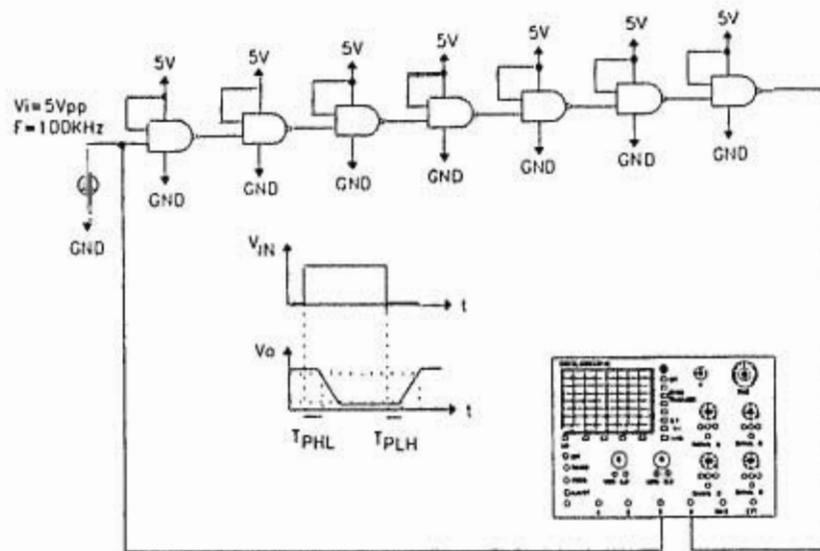 5V 5V 5V 5V 5V 5V 5V
Vi=5Vpp
F=100KHz
GND GND GND GND GND GND GND
GND
VIN
t
Vo
t
TPHL TPLH